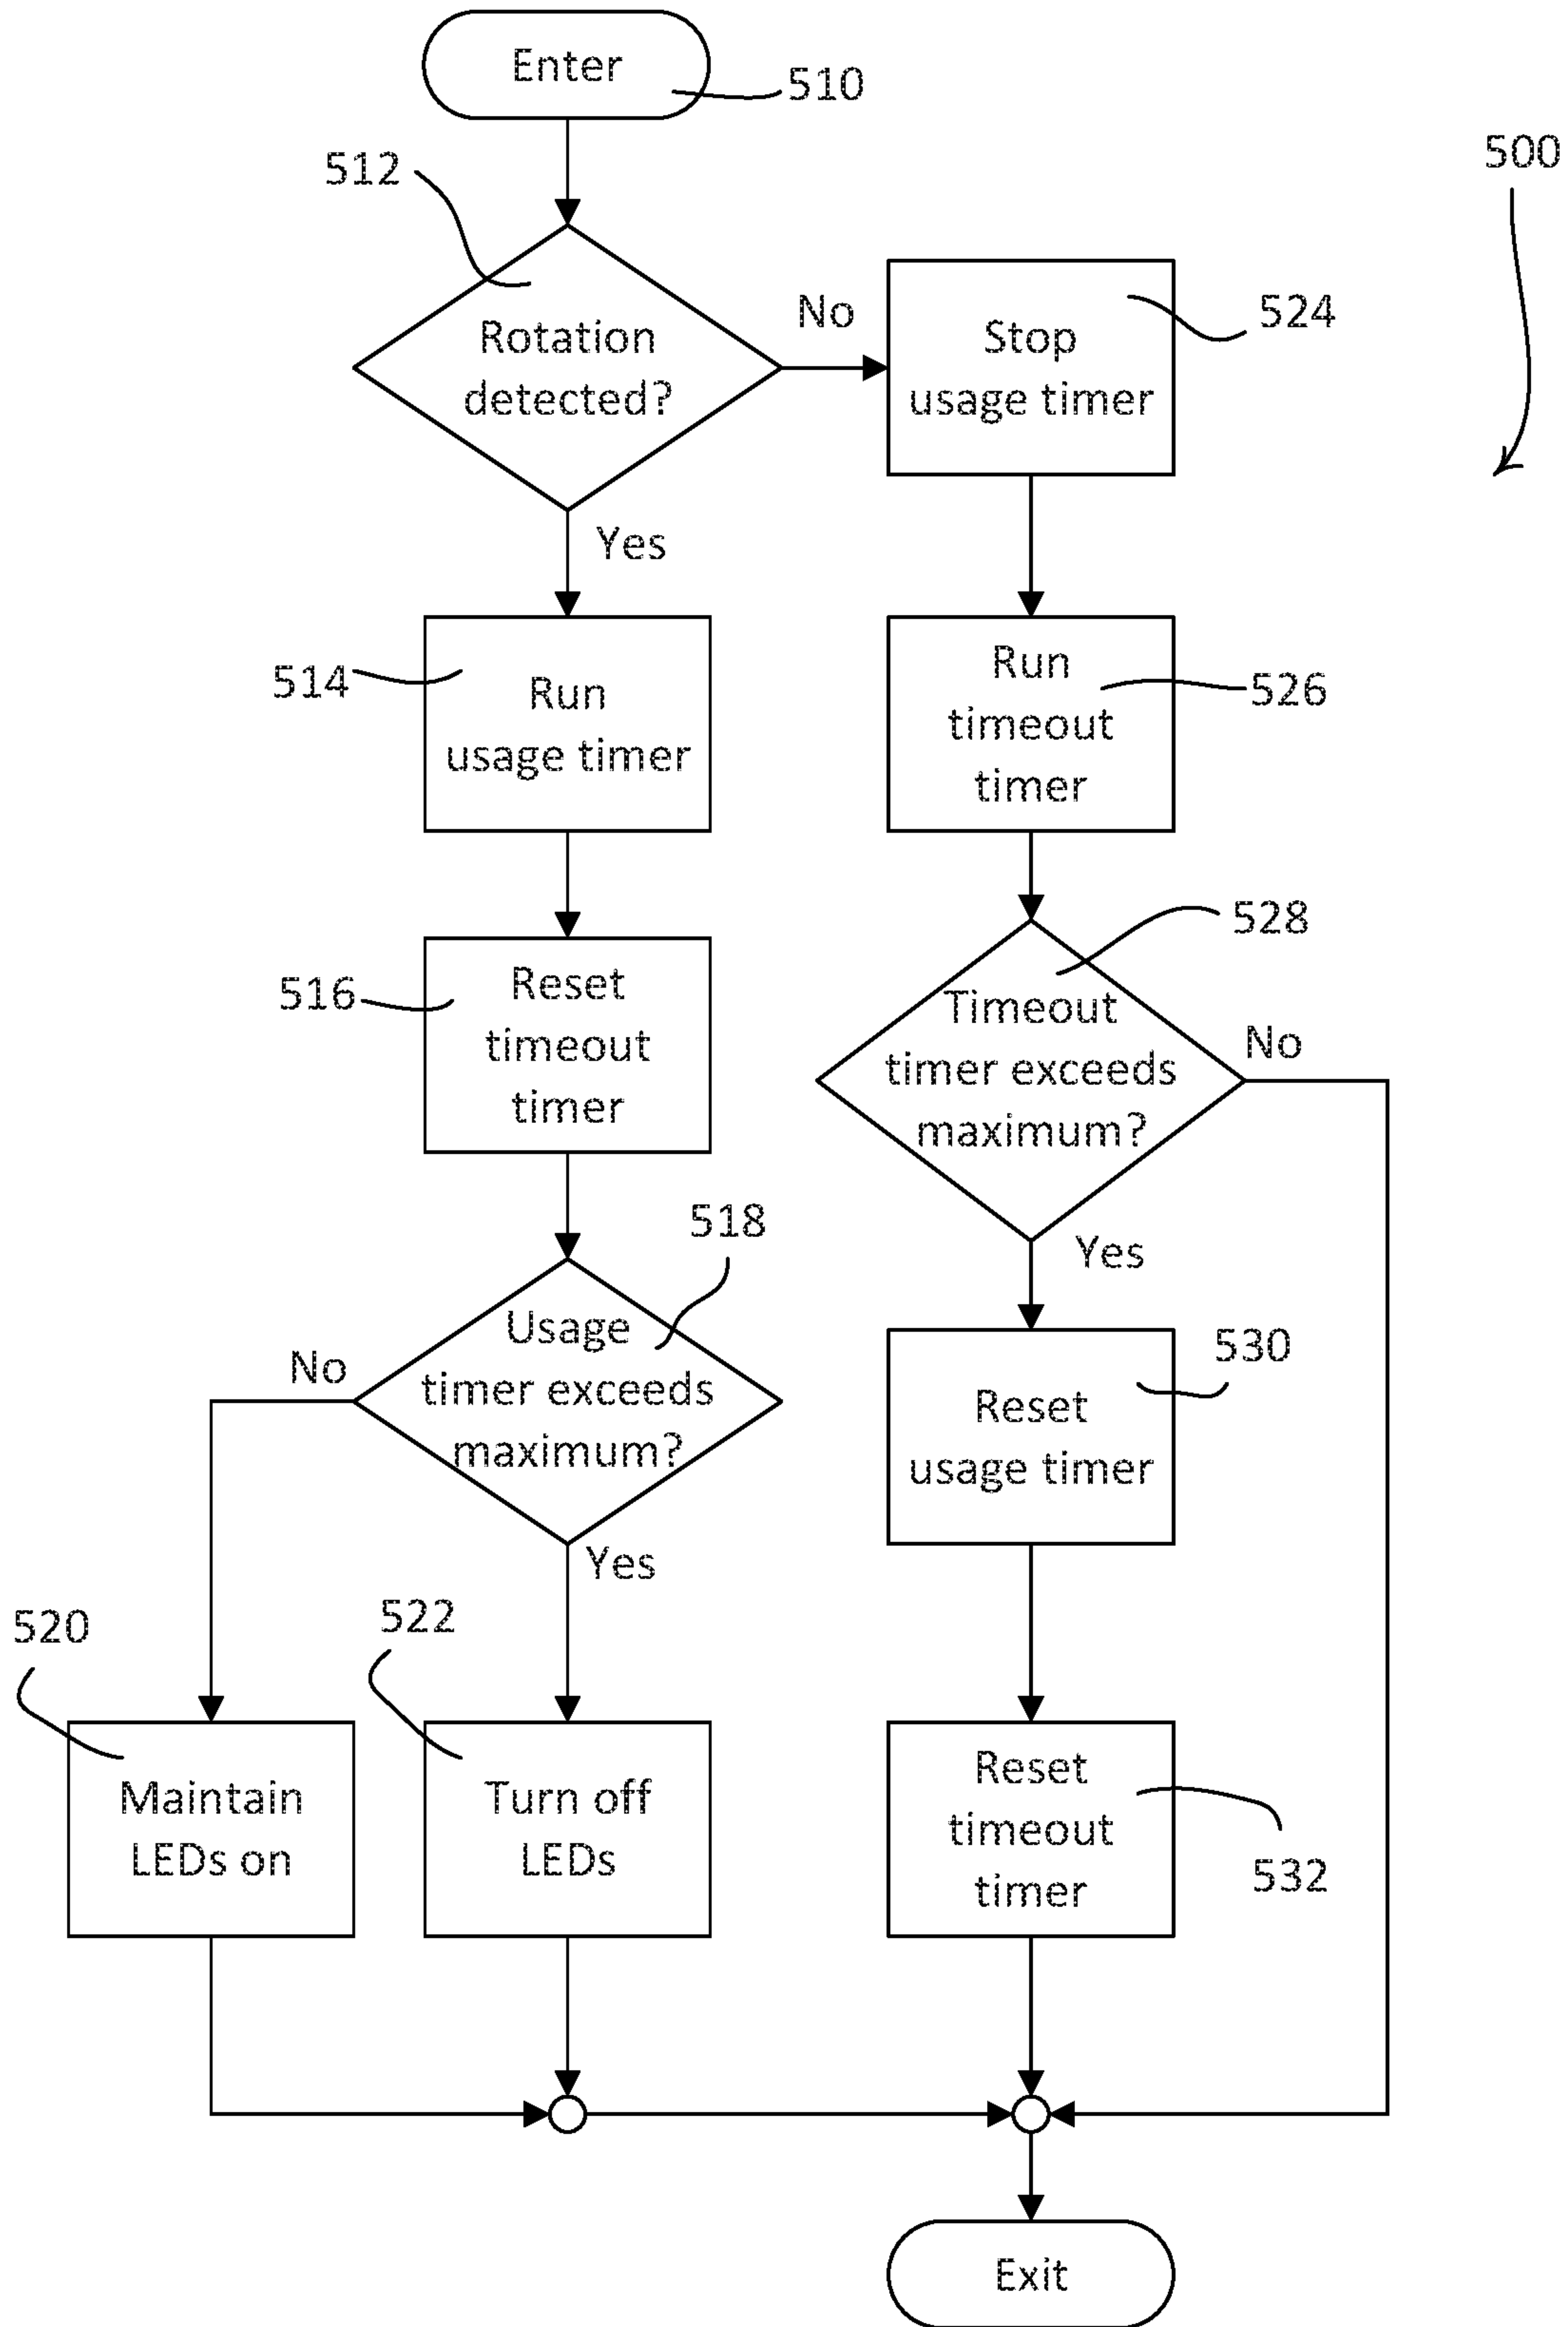 Enter
510
512
500
Rotation
detected?
No
Stop
usage timer
524
Yes
514
Run
usage timer
Run
timeout
timer
526
516
Reset
timeout
timer
528
Timeout
timer exceeds
maximum?
No
518
Usage
timer exceeds
maximum?
No
Yes
Yes
530
Reset
usage timer
520
522
Maintain
LEDs on
Turn off
LEDs
Reset
timeout
timer
532
Exit